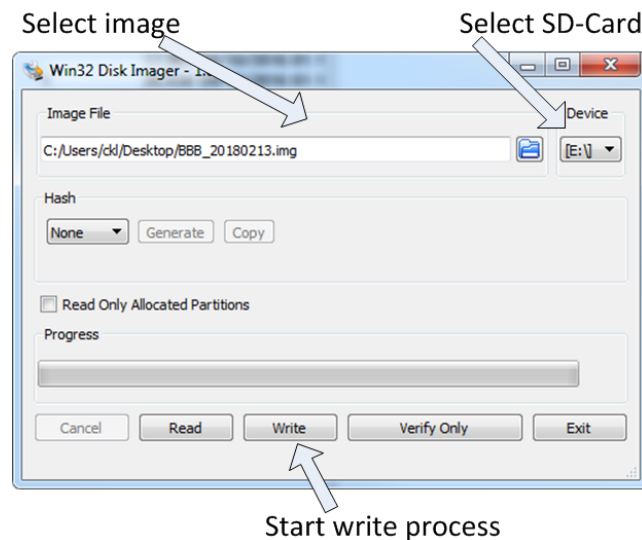 Select image
Select SD-Card
Win32 Disk Imager - 1.
Image File
Device
C:/Users/ckl/Desktop/BBB_20180213.img
[E:\]
Hash
None
Generate
Copy
Read Only Allocated Partitions
Progress
Cancel
Read
Write
Verify Only
Exit
Start write process